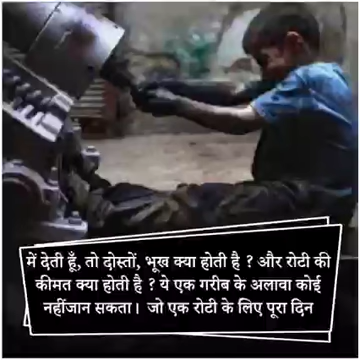 में देती हूँ, तो दोस्तों, भूख क्या होती है ? और रोटी की
कीमत क्या होती है ? ये एक गरीब के अलावा कोई
नहींजान सकता। जो एक रोटी के लिए पूरा दिन